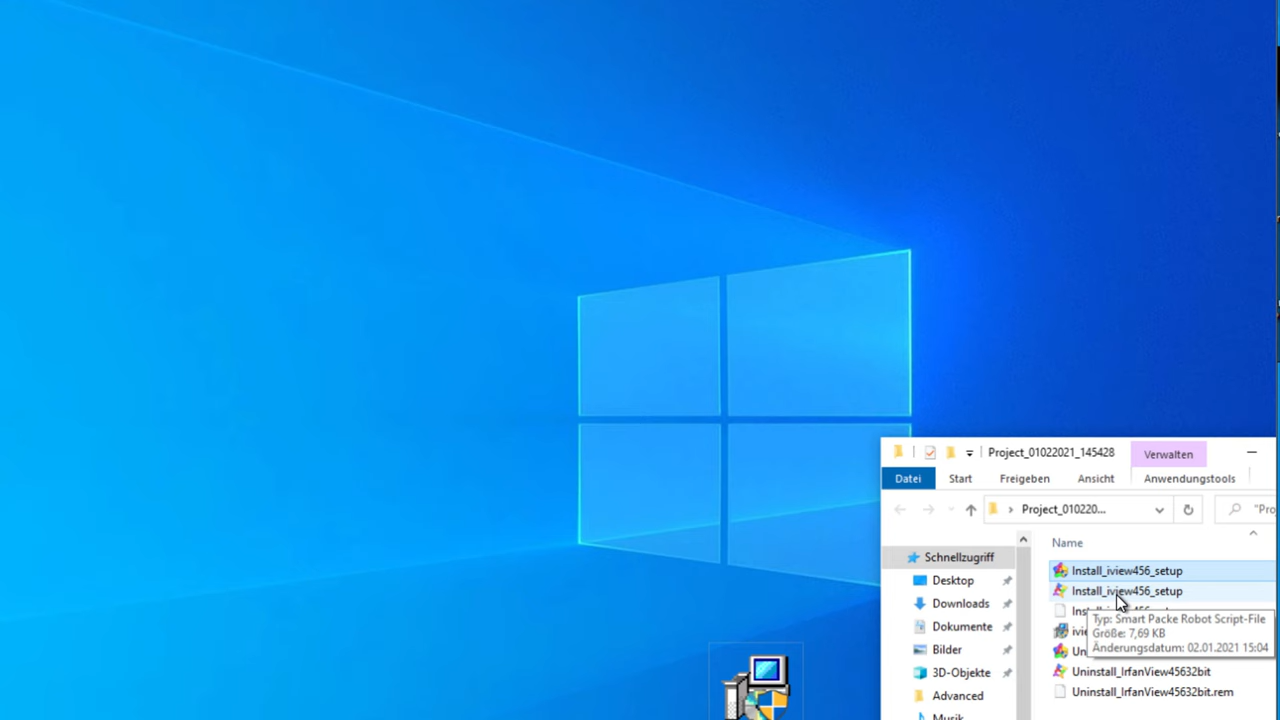 Project_01022021_145428
Verwalten
Datei
Start
Freigeben
Ansicht
Anwendungstools
Project_010220...
"Pro
Name
Schnellzugriff
Desktop
Downloads
Dokumente
Bilder
3D-Objekte
Advanced
Musik
Install_iview456_setup
Install_iview456_setup
Typ: Smart Packe Robot Script-File
Größe: 7,69 KB
Änderungsdatum: 02.01.2021 15:04
Uninstall_IrfanView45632bit
Uninstall_IrfanView45632bit.rem